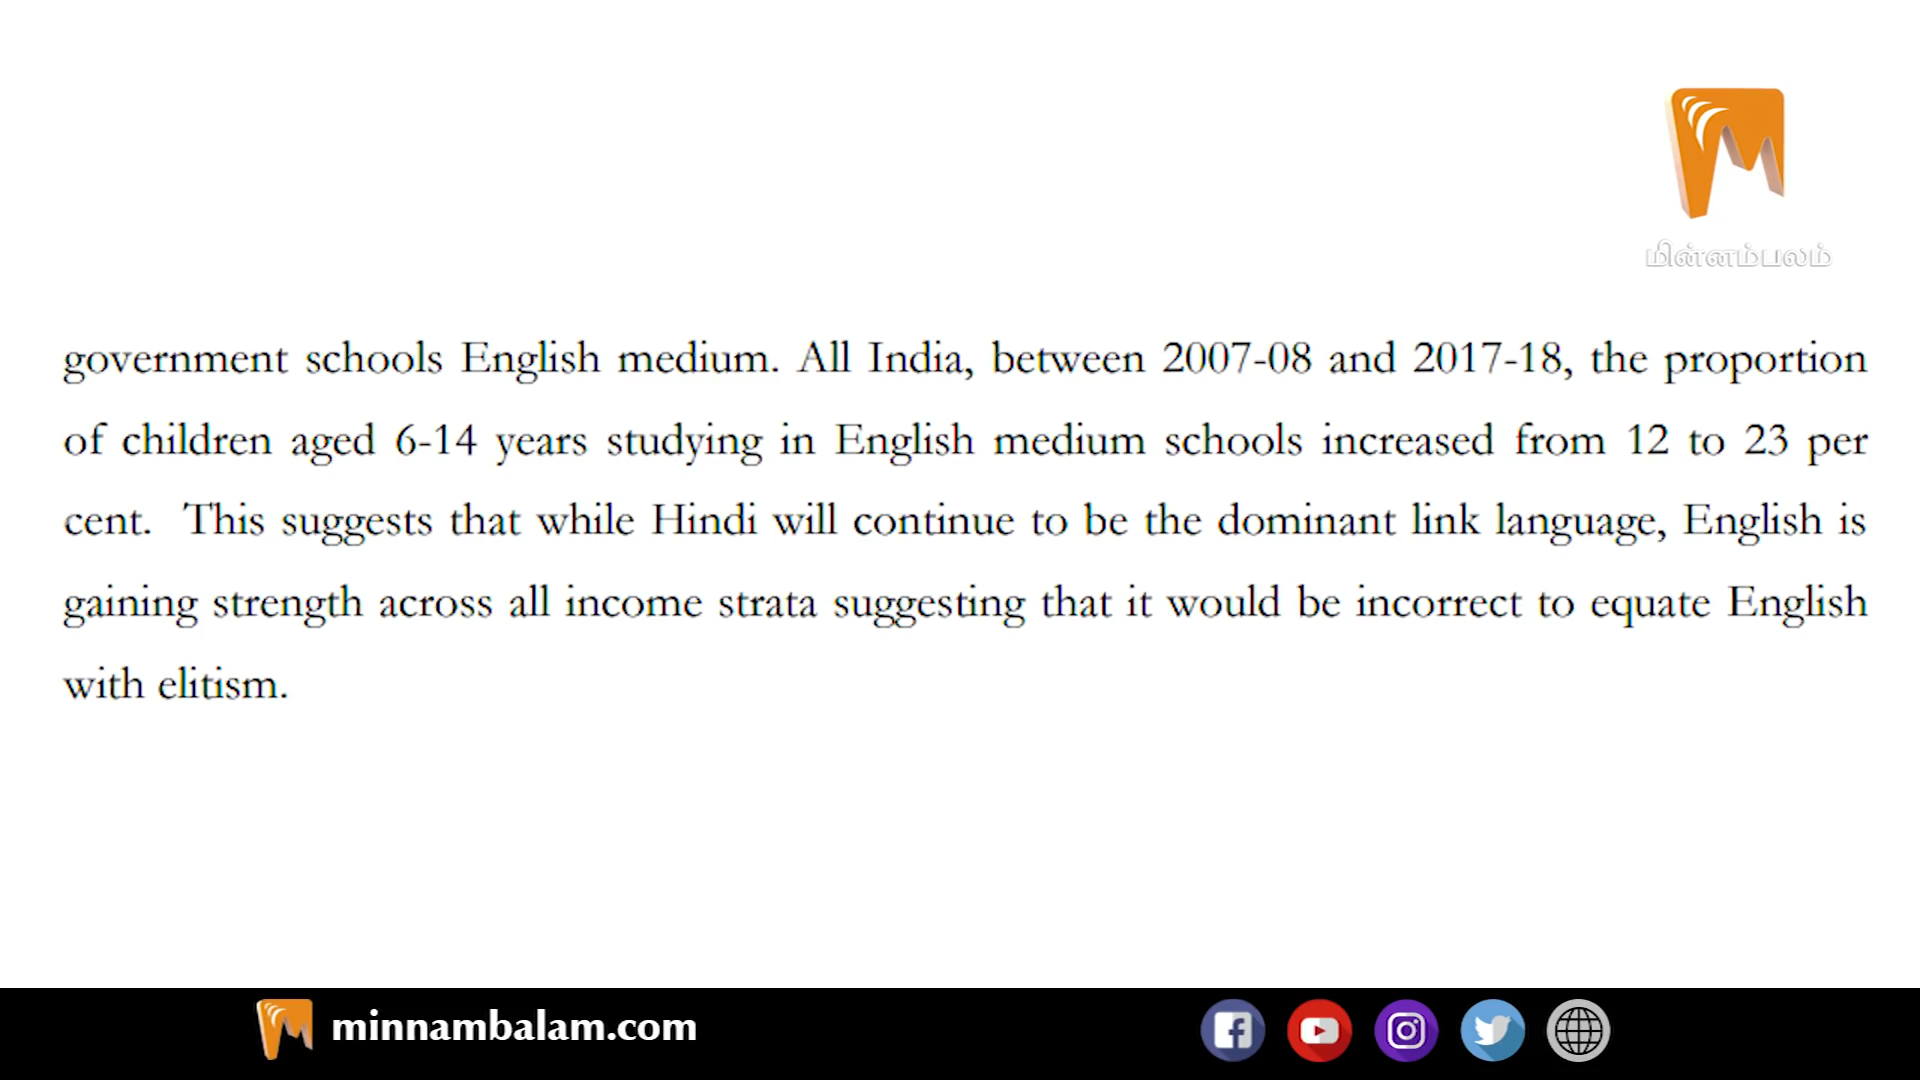 மின்னம்பலம்
government schools English medium. All India, between 2007-08 and 2017-18, the proportion
of children aged 6-14 years studying in English medium schools increased from 12 to 23 per
cent. This suggests that while Hindi will continue to be the dominant link language, English is
gaining strength across all income strata suggesting that it would be incorrect to equate English
with elitism.
minnambalam.com